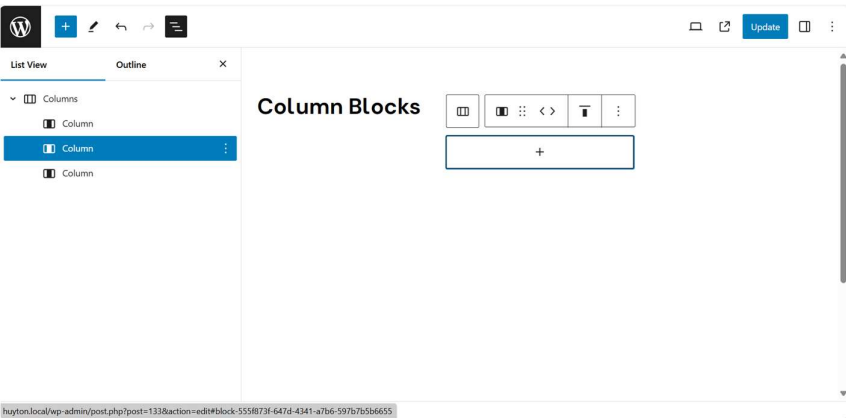 Update
List View
Outline
Columns
Column
Column
Column
Column Blocks
huyton.local/wp-admin/post.php?post=133&action=edit#block-555f873f-647d-4341-a7b6-597b7b5b6655